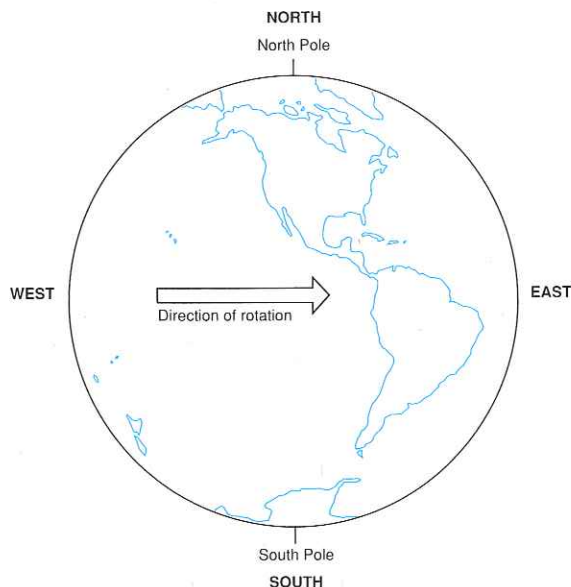 NORTH
North Pole
WEST
EAST
Direction of rotation
South Pole
SOUTH